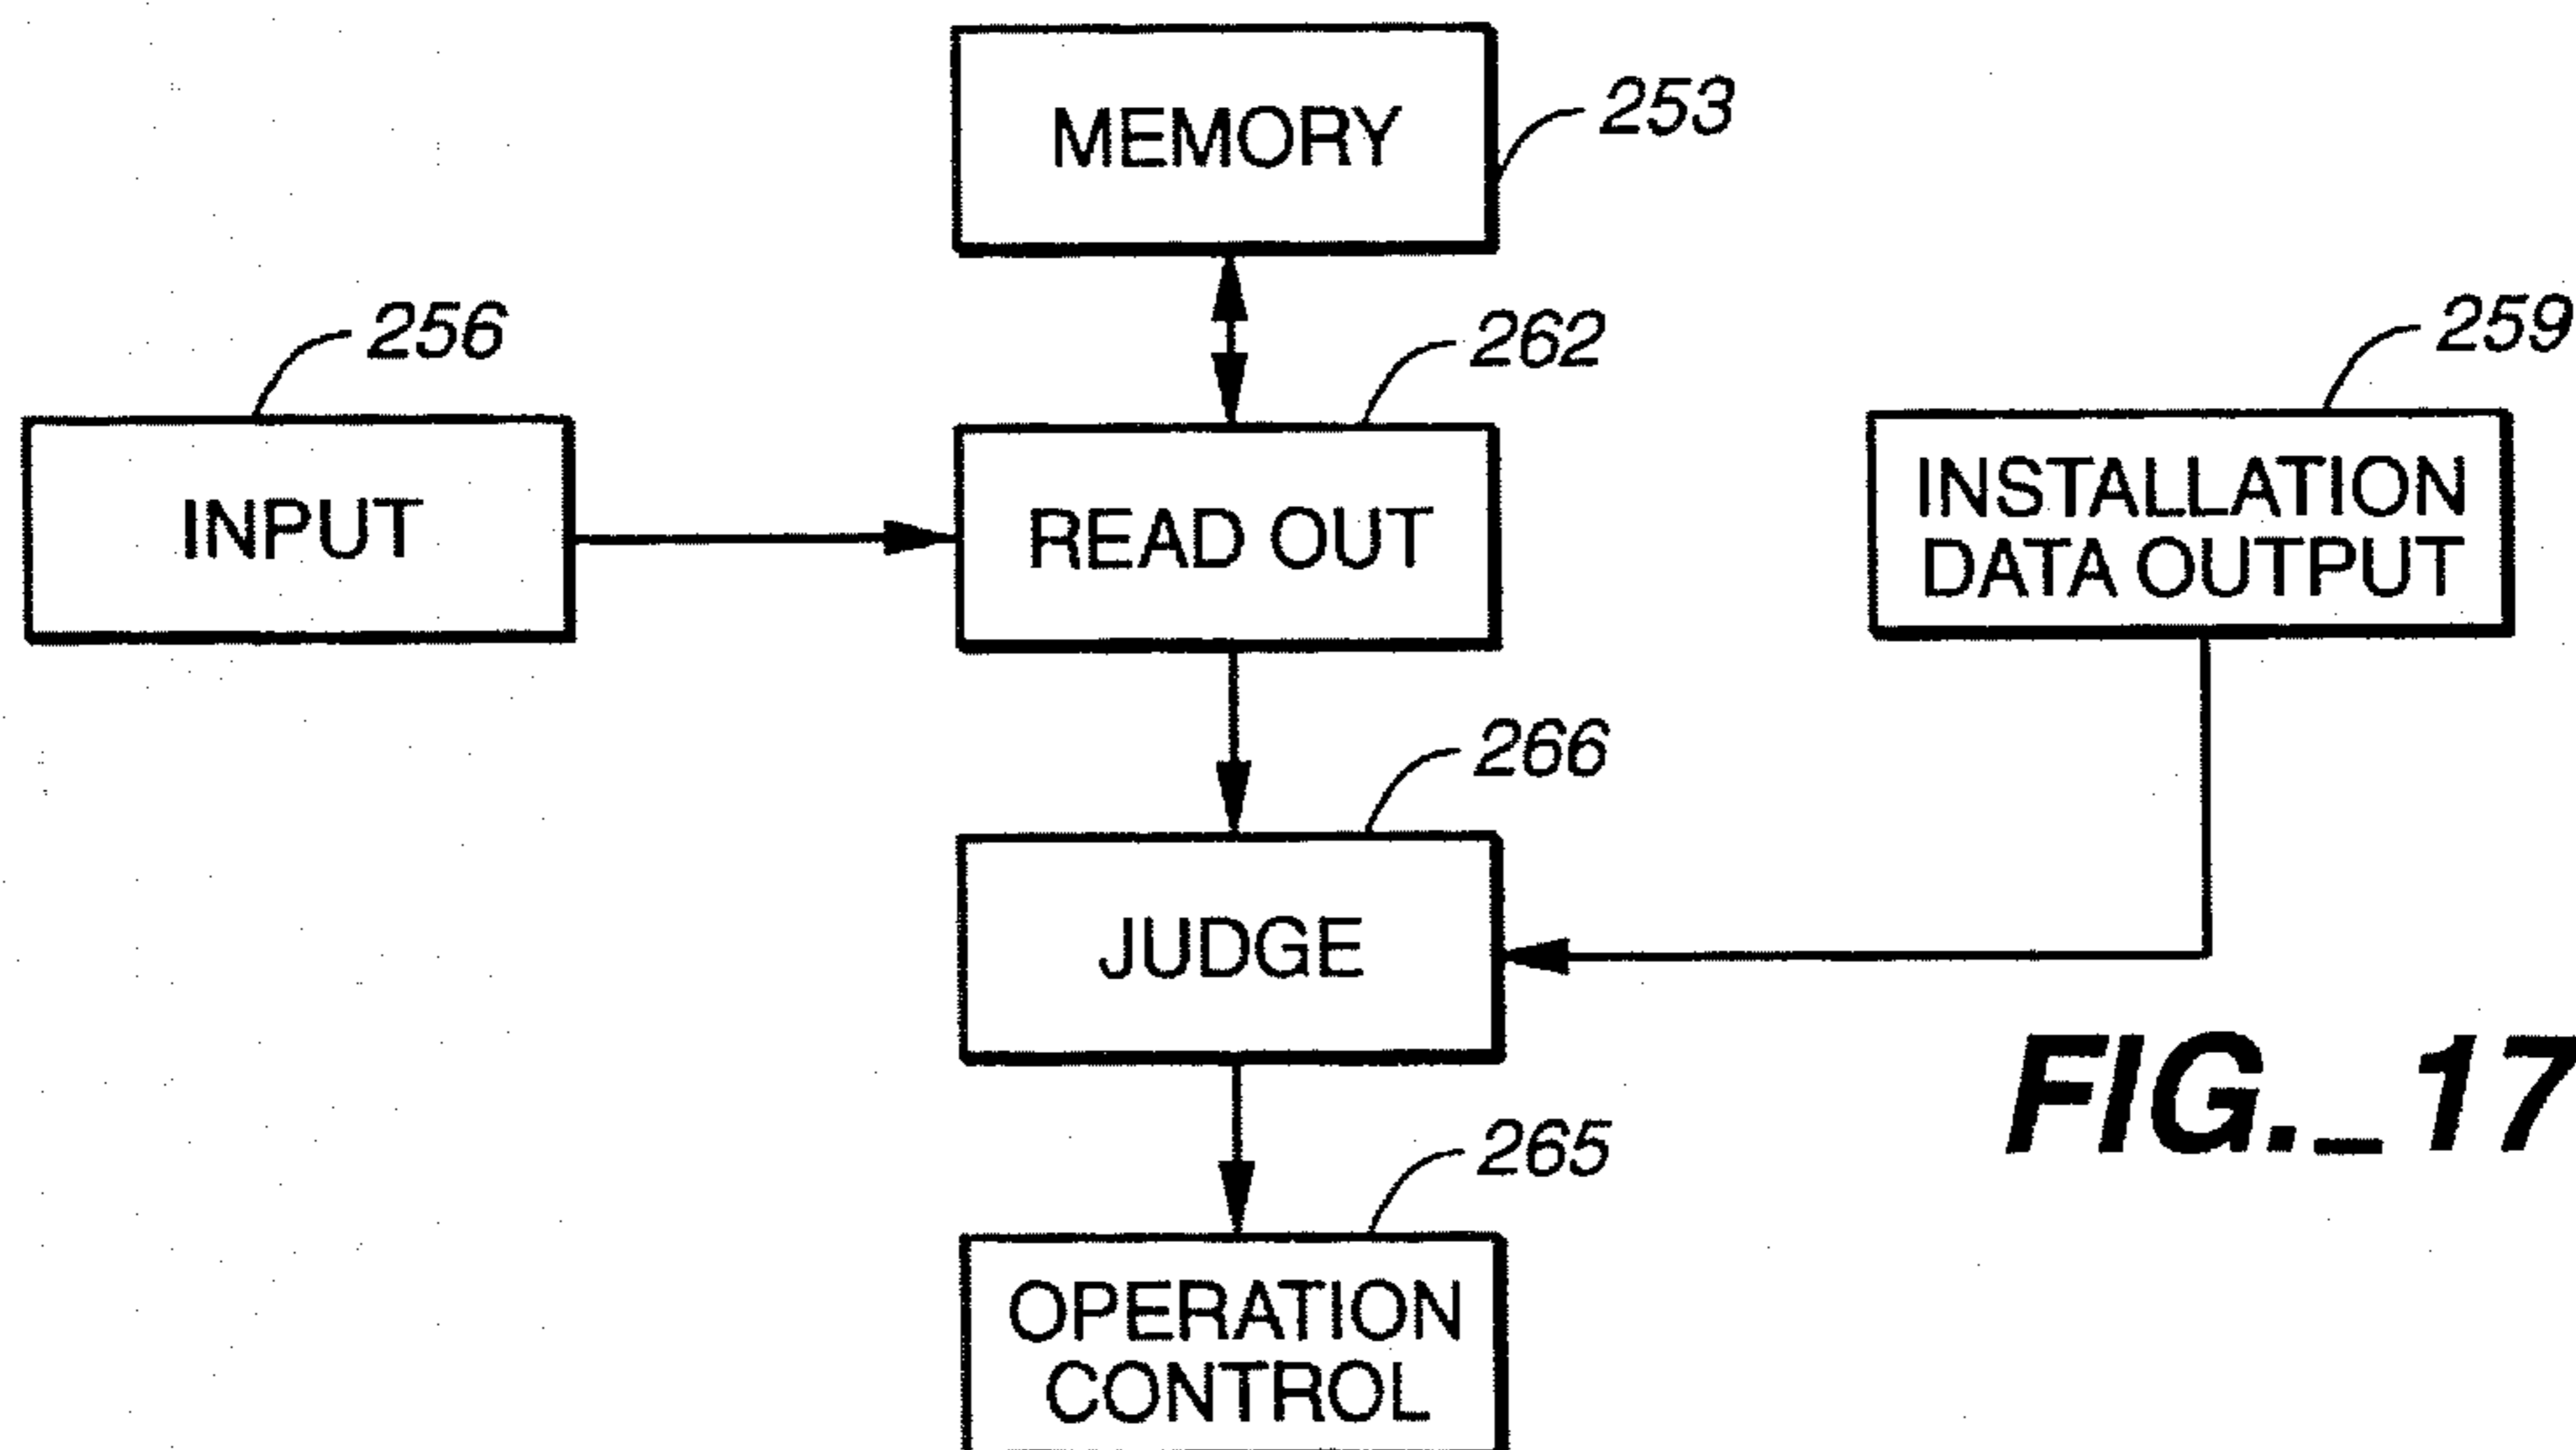 MEMORY
253
256
262
259
INPUT
READ OUT
INSTALLATION
DATA OUTPUT
266
JUDGE
FIG._17
265
OPERATION
CONTROL